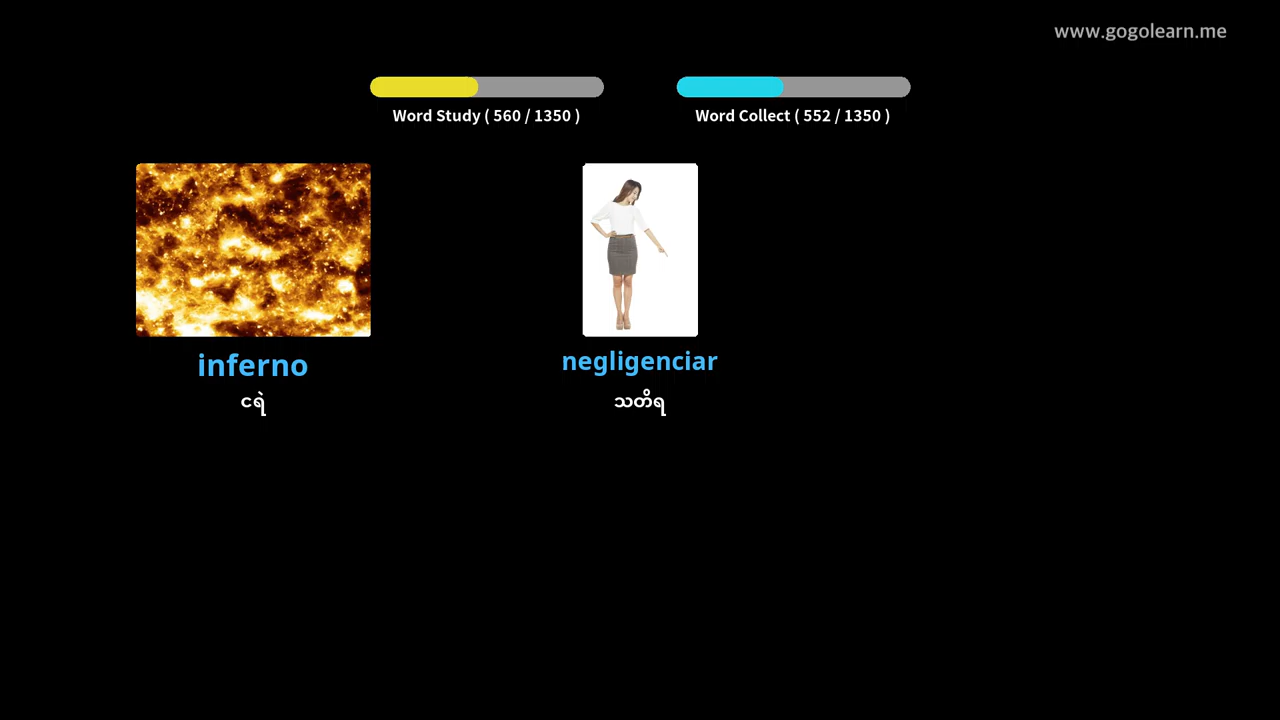 www.gogolearn.me
Word Study ( 560 / 1350 )
Word Collect ( 552 / 1350 )
inferno
ငရဲ
negligenciar
သတိရ